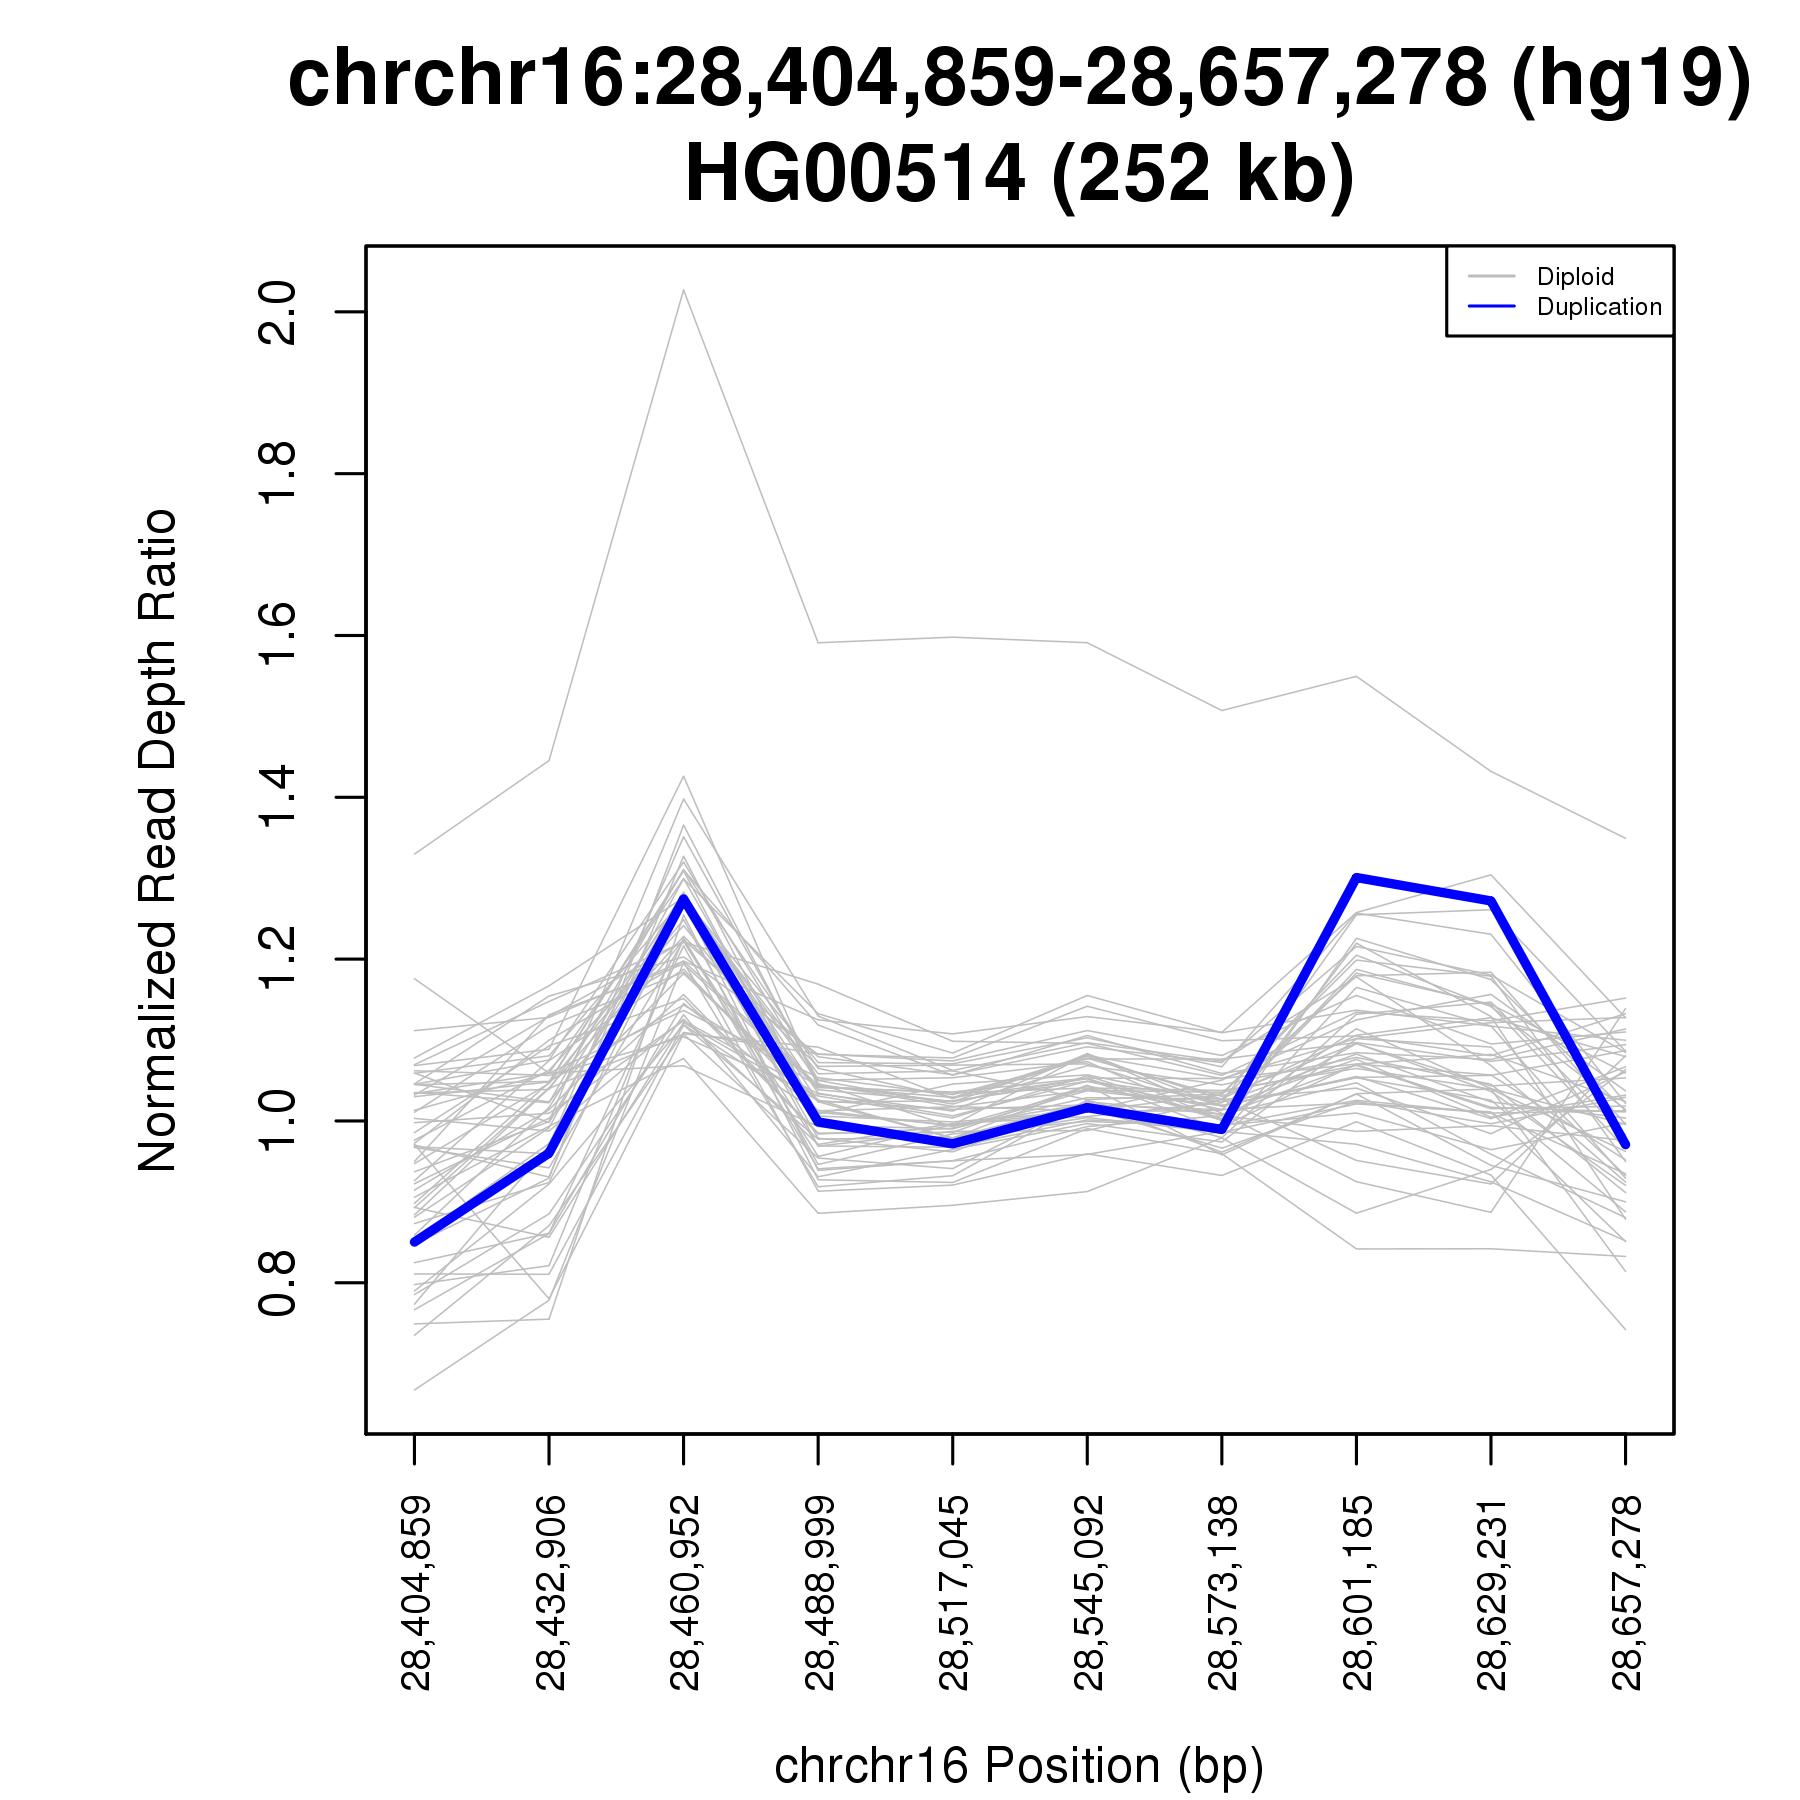 chrchr16:28,404,859-28,657,278 (hg19)
HG00514 (252 kb)
Diploid
Duplication
Normalized Read Depth Ratio
2.0
1.8
1.6
1.4
1.2
1.0
0.8
28,404,859
28,432,906
28,460,952
28,488,999
28,517,045
28,545,092
28,573,138
28,601,185
28,629,231
28,657,278
chrchr16 Position (bp)